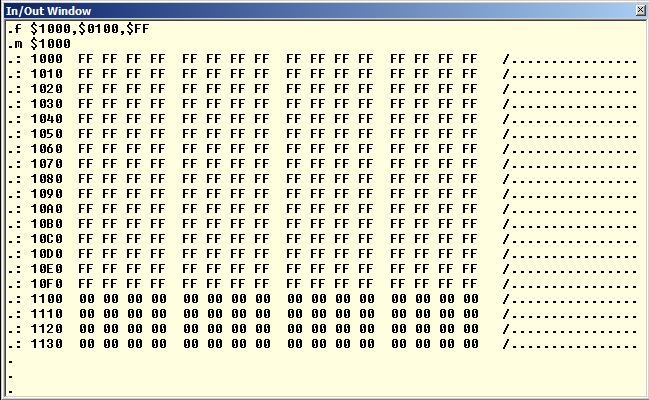 In/Out Window
.f $1000,$0100,$FF
.m $1000
.: 1000  FF FF FF FF  FF FF FF FF  FF FF FF FF  FF FF FF FF   /................
.: 1010  FF FF FF FF  FF FF FF FF  FF FF FF FF  FF FF FF FF   /................
.: 1020  FF FF FF FF  FF FF FF FF  FF FF FF FF  FF FF FF FF   /................
.: 1030  FF FF FF FF  FF FF FF FF  FF FF FF FF  FF FF FF FF   /................
.: 1040  FF FF FF FF  FF FF FF FF  FF FF FF FF  FF FF FF FF   /................
.: 1050  FF FF FF FF  FF FF FF FF  FF FF FF FF  FF FF FF FF   /................
.: 1060  FF FF FF FF  FF FF FF FF  FF FF FF FF  FF FF FF FF   /................
.: 1070  FF FF FF FF  FF FF FF FF  FF FF FF FF  FF FF FF FF   /................
.: 1080  FF FF FF FF  FF FF FF FF  FF FF FF FF  FF FF FF FF   /................
.: 1090  FF FF FF FF  FF FF FF FF  FF FF FF FF  FF FF FF FF   /................
.: 10A0  FF FF FF FF  FF FF FF FF  FF FF FF FF  FF FF FF FF   /................
.: 10B0  FF FF FF FF  FF FF FF FF  FF FF FF FF  FF FF FF FF   /................
.: 10C0  FF FF FF FF  FF FF FF FF  FF FF FF FF  FF FF FF FF   /................
.: 10D0  FF FF FF FF  FF FF FF FF  FF FF FF FF  FF FF FF FF   /................
.: 10E0  FF FF FF FF  FF FF FF FF  FF FF FF FF  FF FF FF FF   /................
.: 10F0  FF FF FF FF  FF FF FF FF  FF FF FF FF  FF FF FF FF   /................
.: 1100  00 00 00 00  00 00 00 00  00 00 00 00  00 00 00 00   /................
.: 1110  00 00 00 00  00 00 00 00  00 00 00 00  00 00 00 00   /................
.: 1120  00 00 00 00  00 00 00 00  00 00 00 00  00 00 00 00   /................
.: 1130  00 00 00 00  00 00 00 00  00 00 00 00  00 00 00 00   /................
.
.
.